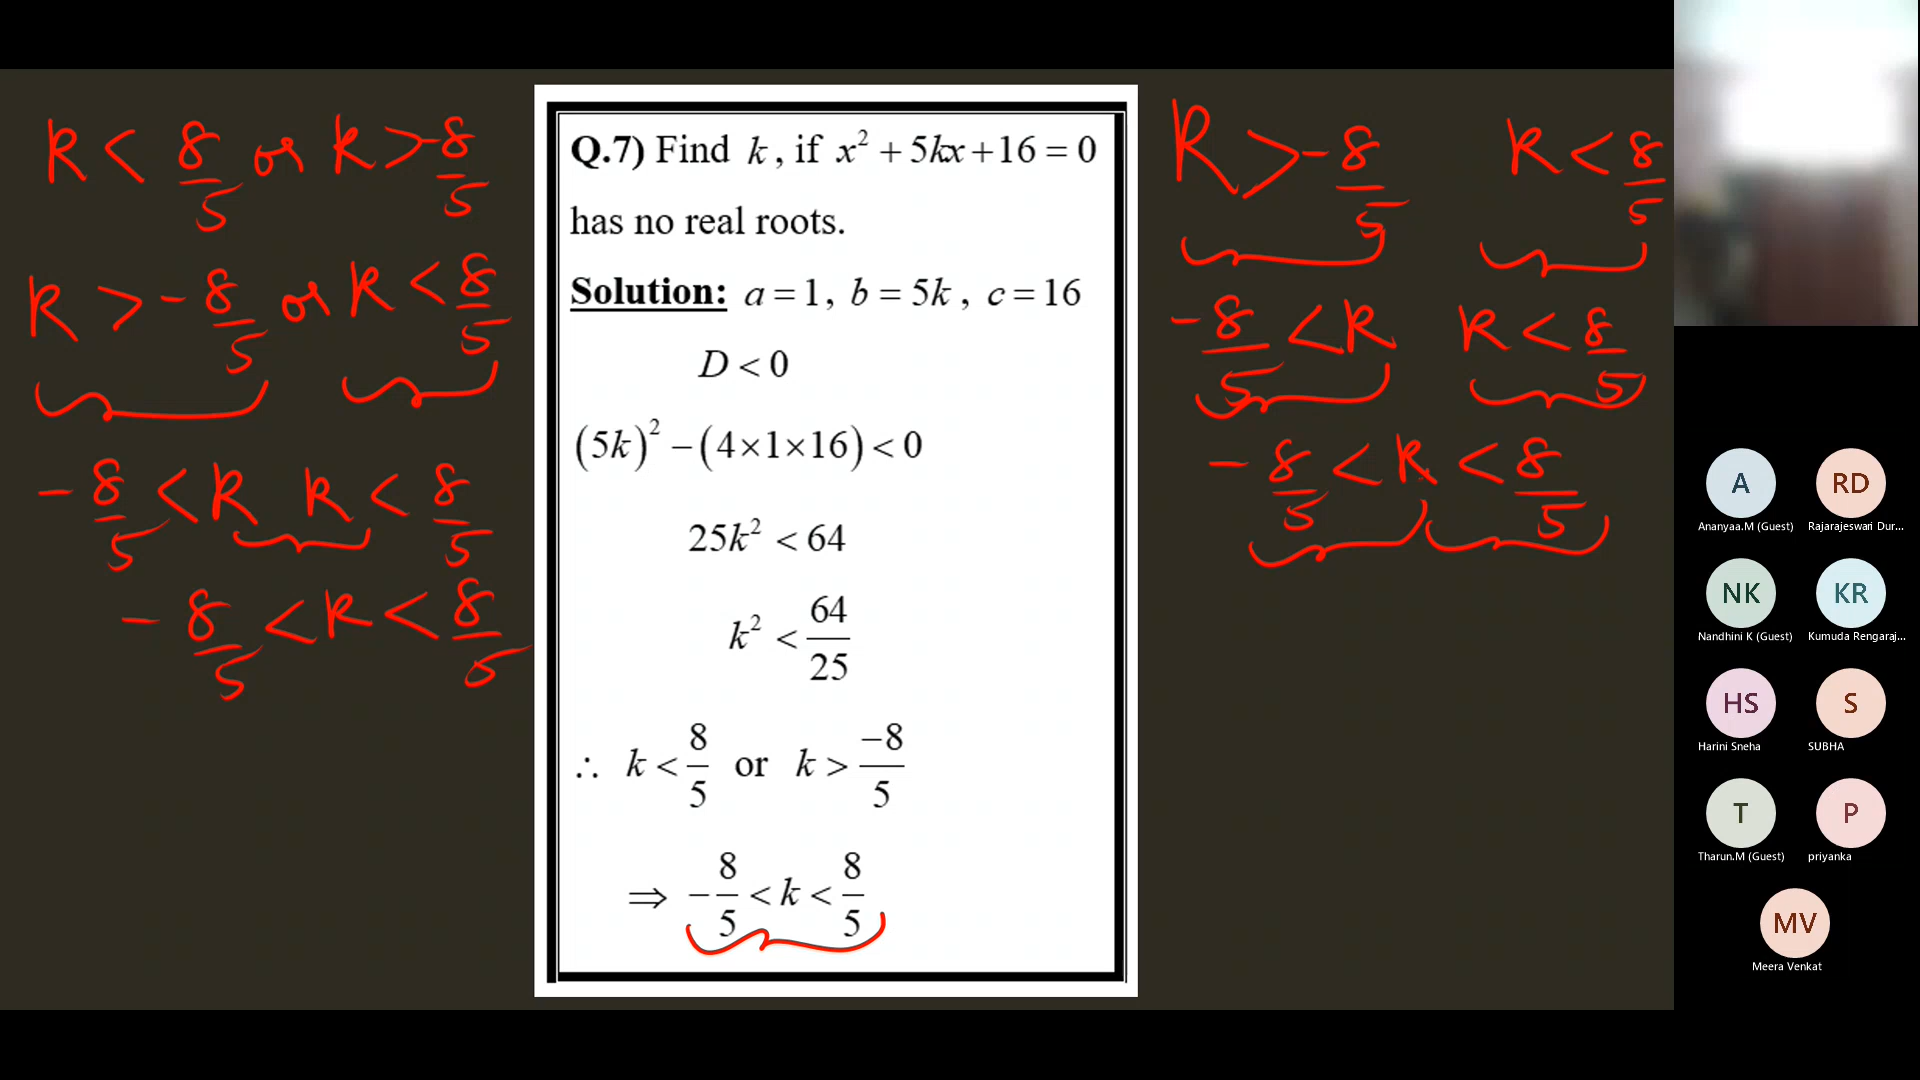 k < 8/5 or k > -8/5
k > -8/5 or k < 8/5
-8/5 < k k < 8/5
-8/5 < k < 8/5
Q.7) Find k, if x² + 5kx + 16 = 0
has no real roots.
Solution: a = 1, b = 5k, c = 16
D < 0
(5k)² − (4×1×16) < 0
25k² < 64
k² < 64/25
∴ k < 8/5 or k > −8/5
⇒ −8/5 < k < 8/5
k > -8/5 k < 8/5
-8/5 < k k < 8/5
-8/5 < k < 8/5
A RD
Ananyaa.M (Guest) Rajarajeswari Dur...
NK KR
Nandhini K (Guest) Kumuda Rengaraj...
HS S
Harini Sneha SUBHA
T P
Tharun.M (Guest) priyanka
MV
Meera Venkat